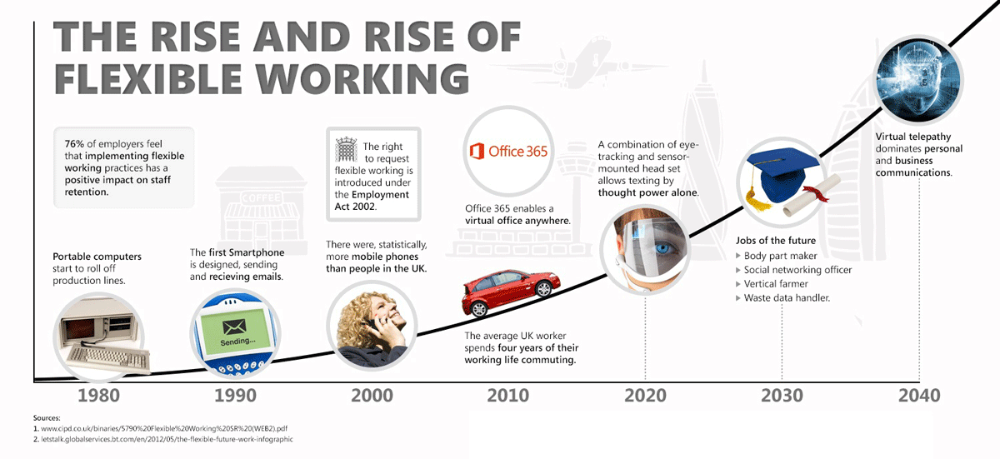 THE RISE AND RISE OF
FLEXIBLE WORKING
76% of employers feel
that implementing flexible
working practices has a
positive impact on staff
retention.
Portable computers
start to roll off
production lines.
COFFEE
The first Smartphone
is designed, sending
and recieving emails.
Sending...
The right
to request
flexible working is
introduced under
the Employment
Act 2002.
There were, statistically,
more mobile phones
than people in the UK.
Office 365
Office 365 enables a
virtual office anywhere.
The average UK worker
spends four years of their
working life commuting.
A combination of eye-
tracking and sensor-
mounted head set
allows texting by
thought power alone.
Jobs of the future
Body part maker
Social networking officer
Vertical farmer
Waste data handler.
Virtual telepathy
dominates personal
and business
communications.
1980
1990
2000
2010
2020
2030
2040
Sources:
1. www.cipd.co.uk/binaries/5790%20Flexible%20Working%20SR%20(WEB2).pdf
2. letstalk.globalservices.bt.com/en/2012/05/the-flexible-future-work-infographic